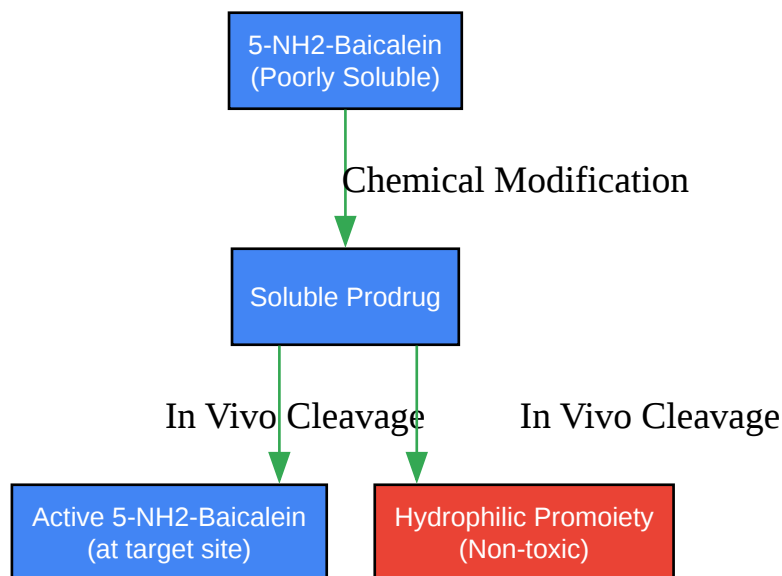 5-NH2-Baicalein
(Poorly Soluble)
Chemical Modification
Soluble Prodrug
In Vivo Cleavage
In Vivo Cleavage
Active 5-NH2-Baicalein
(at target site)
Hydrophilic Promoiety
(Non-toxic)